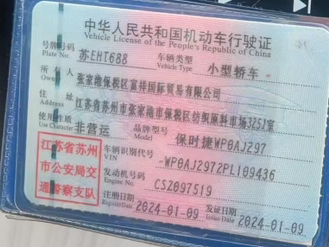 中华人民共和国机动车行驶证
Vehicle License of the People's Republic of China
号牌号码 Plate No. 苏EHT688 车辆类型 Vehicle Type 小型轿车
所有人 Owner 张家港保税区富祥国际贸易有限公司
住址 Address 江苏省苏州市张家港市保税区纺织原料市场325J室
使用性质 Use Character 非营运 品牌型号 Model 保时捷WP0AJ297
江苏省苏州 车辆识别代号 VIN WP0AJ2972PL109436
市公安局交 发动机号码 Engine No. CSZ097519
通警察支队 注册日期 Register Date 2024-01-09 发证日期 Issue Date 2024-01-09